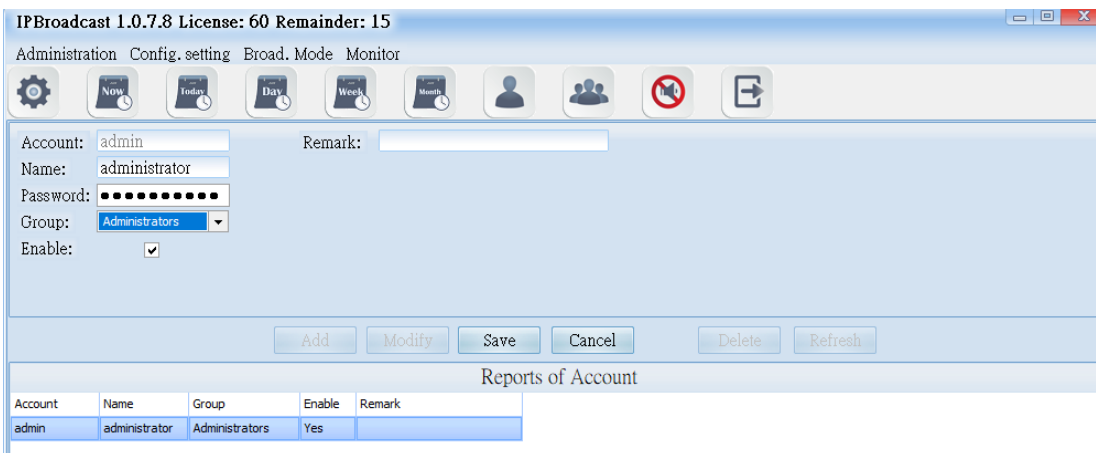 IPBroadcast 1.0.7.8 License: 60 Remainder: 15
Administration Config. setting Broad. Mode Monitor
Now Today Day Week Month
Account: admin Remark:
Name: administrator
Password: ●●●●●●●●●●
Group: Administrators
Enable:
Add Modify Save Cancel Delete Refresh
Reports of Account
Account Name Group Enable Remark
admin administrator Administrators Yes